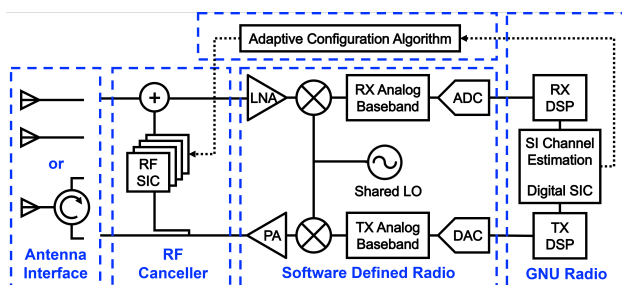 Adaptive Configuration Algorithm
or
Antenna
Interface
+
RF
SIC
RF
Canceller
LNA
RX Analog
Baseband
ADC
Shared LO
PA
TX Analog
Baseband
DAC
Software Defined Radio
RX
DSP
SI Channel
Estimation
Digital SIC
TX
DSP
GNU Radio